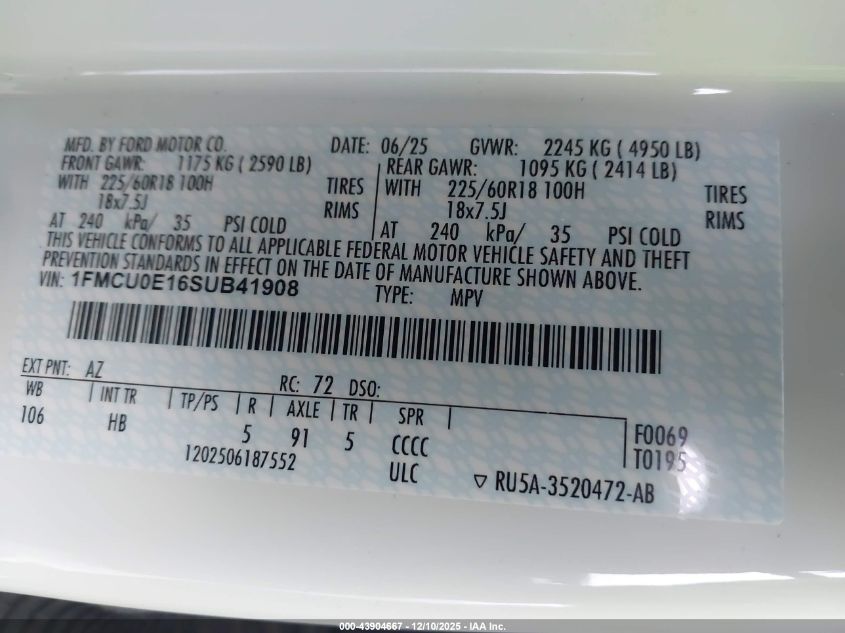 MFD. BY FORD MOTOR CO. DATE: 06/25 GVWR: 2245 KG ( 4950 LB)
FRONT GAWR: 1175 KG ( 2590 LB) REAR GAWR: 1095 KG ( 2414 LB)
WITH 225/60R18 100H TIRES WITH 225/60R18 100H TIRES
18x7.5J RIMS 18x7.5J RIMS
AT 240 kPa/ 35 PSI COLD AT 240 kPa/ 35 PSI COLD
THIS VEHICLE CONFORMS TO ALL APPLICABLE FEDERAL MOTOR VEHICLE SAFETY AND THEFT
PREVENTION STANDARDS IN EFFECT ON THE DATE OF MANUFACTURE SHOWN ABOVE.
VIN: 1FMCU0E16SUB41908 TYPE: MPV
EXT PNT: AZ RC: 72 DSO:
WB INT TR TP/PS R AXLE TR SPR
106 HB 5 91 5 CCCC F0069
1202506187552 ULC T0195
▽ RU5A-3520472-AB
000-43904667 - 12/10/2025 - IAA Inc.